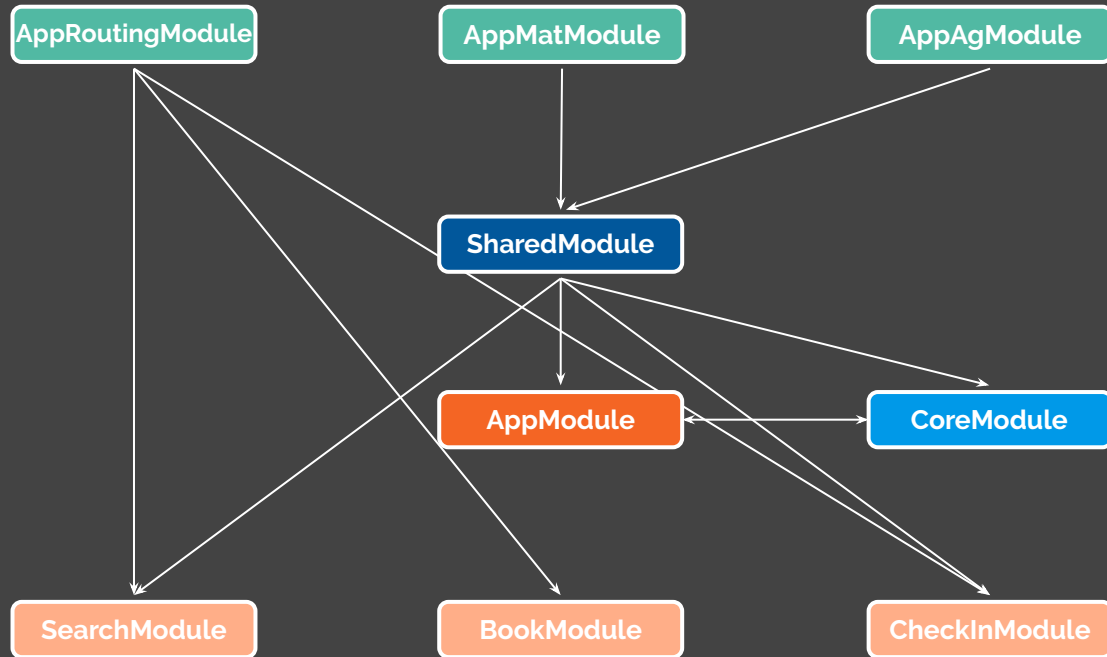 AppRoutingModule
AppMatModule
AppAgModule
SharedModule
AppModule
CoreModule
SearchModule
BookModule
CheckInModule